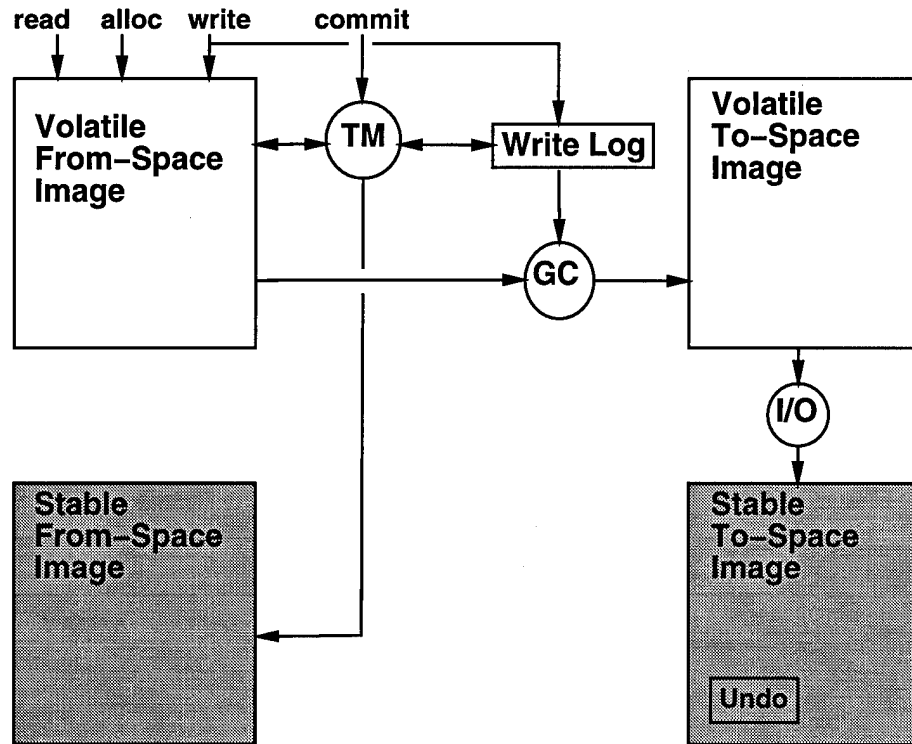 read alloc write commit
Volatile
From–Space
Image
TM
Write Log
Volatile
To–Space
Image
GC
I/O
Stable
From–Space
Image
Stable
To–Space
Image
Undo